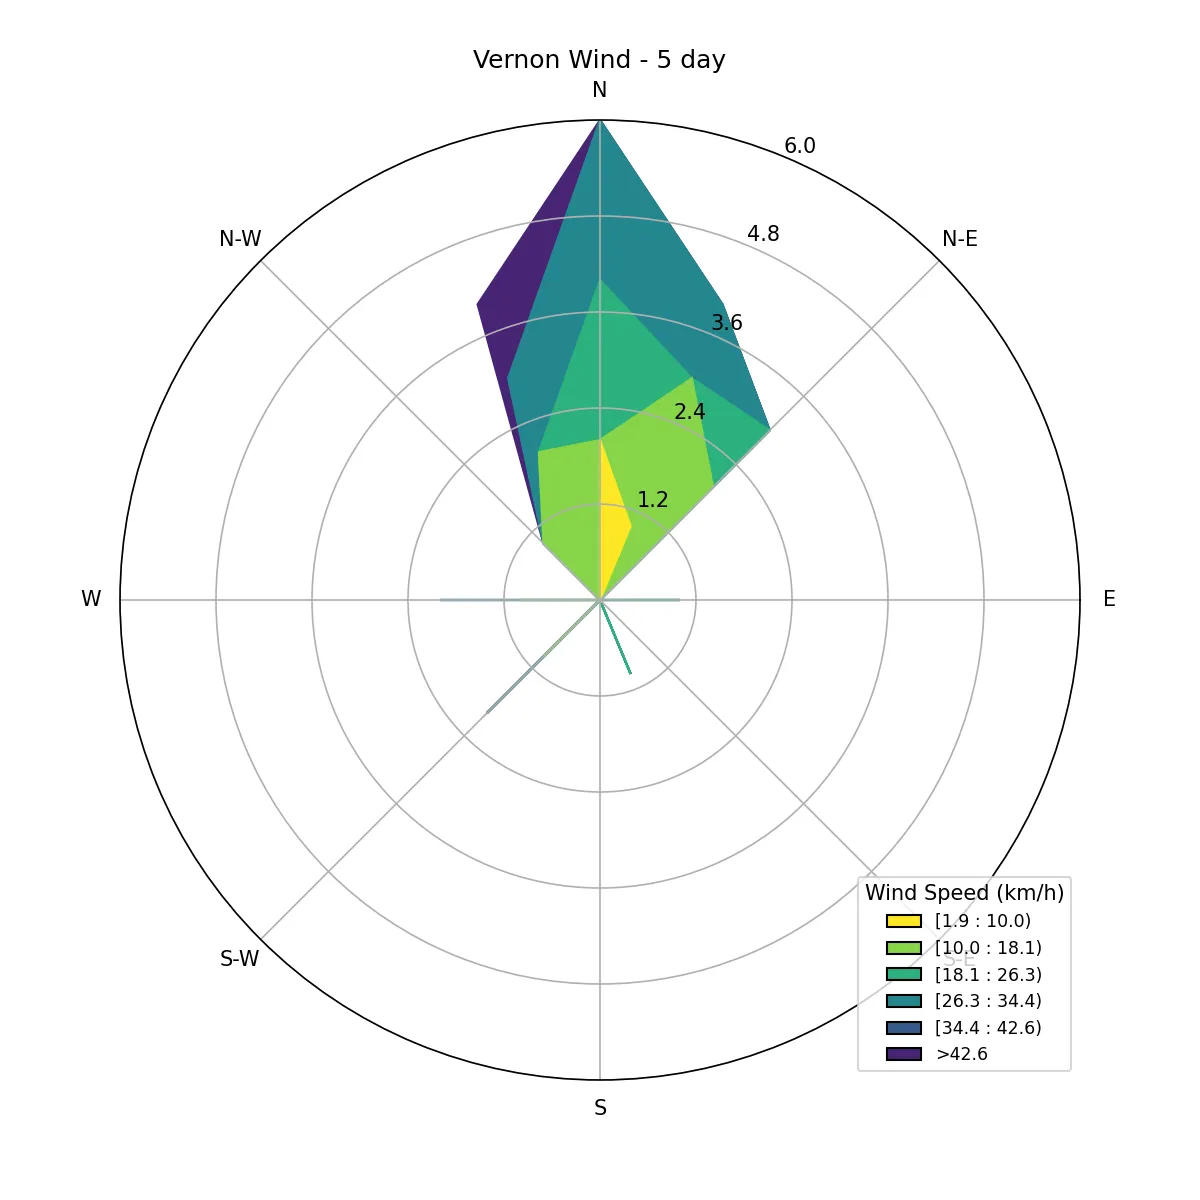 Vernon Wind - 5 day
N
6.0
4.8
N-W
N-E
3.6
2.4
1.2
W
E
Wind Speed (km/h)
[1.9 : 10.0)
[10.0 : 18.1)
S-W
S-E
[18.1 : 26.3)
[26.3 : 34.4)
[34.4 : 42.6)
>42.6
S